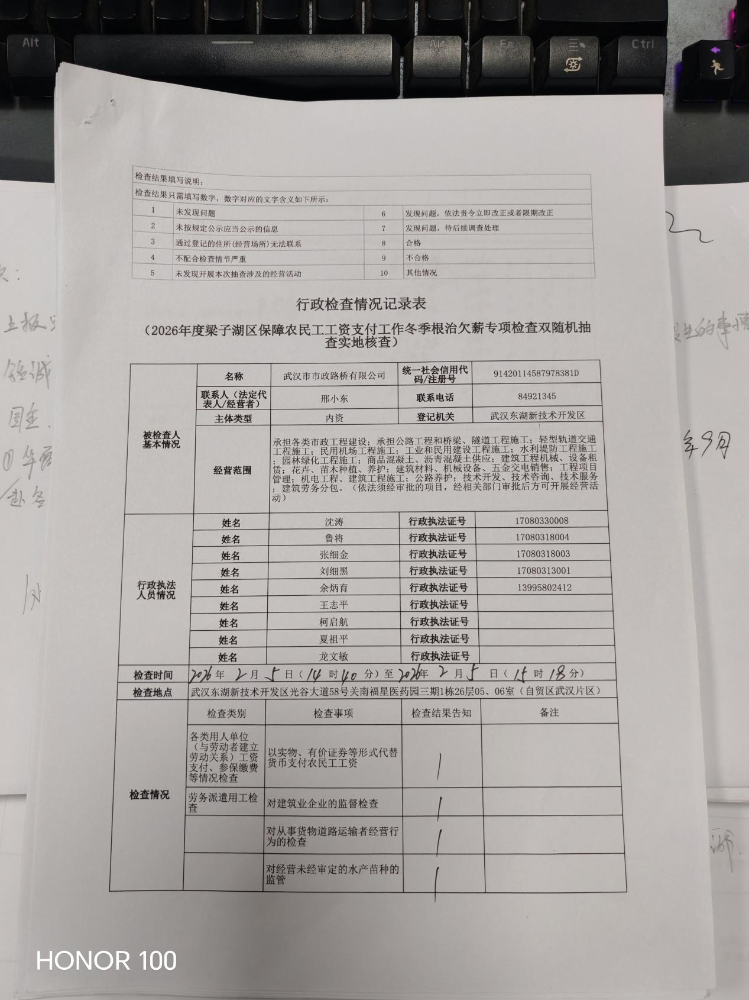 Alt
Alt
Fn
Ctrl
检查结果填写说明:
检查结果只需填写数字，数字对应的文字含义如下所示:
1 未发现问题 6 发现问题，依法责令立即改正或者限期改正
2 未按规定公示应当公示的信息 7 发现问题，待后续调查处理
3 通过登记的住所(经营场所)无法联系 8 合格
4 不配合检查情节严重 9 不合格
5 未发现开展本次抽查涉及的经营活动 10 其他情况
行政检查情况记录表
（2026年度梁子湖区保障农民工工资支付工作冬季根治欠薪专项检查双随机抽
查实地核查）
被检查人
基本情况
名称 武汉市市政路桥有限公司 统一社会信用代
码/注册号 91420114587978381D
联系人（法定代
表人/经营者） 邢小东 联系电话 84921345
主体类型 内资 登记机关 武汉东湖新技术开发区
经营范围
承担各类市政工程建设；承担公路工程和桥梁、隧道工程施工；轻型轨道交通
工程施工；民用机场工程施工；工业和民用建设工程施工；水利堤防工程施工
；园林绿化工程施工；商品混凝土、沥青混凝土供应；建筑工程机械、设备租
赁；花卉、苗木种植、养护；建筑材料、机械设备、五金交电销售；工程项目
管理；机电工程、建筑工程施工；公路养护；技术开发、技术咨询、技术服务
；建筑劳务分包。（依法须经审批的项目，经相关部门审批后方可开展经营活
动）
行政执法
人员情况
姓名 沈涛 行政执法证号 17080330008
姓名 鲁将 行政执法证号 17080318004
姓名 张细金 行政执法证号 17080318003
姓名 刘细黑 行政执法证号 17080313001
姓名 余炳育 行政执法证号 13995802412
姓名 王志平 行政执法证号
姓名 柯启航 行政执法证号
姓名 夏祖平 行政执法证号
姓名 龙文敏 行政执法证号
检查时间 2026年 2月 5日（14时40分）至 2026年 2月 5日（15时18分）
检查地点 武汉东湖新技术开发区光谷大道58号关南福星医药园三期1栋26层05、06室（自贸区武汉片区）
检查情况
检查类别 检查事项 检查结果告知 备注
各类用人单位
（与劳动者建立
劳动关系）工资
支付、参保缴费
等情况检查
以实物、有价证券等形式代替
货币支付农民工工资
1
劳务派遣用工检
查
对建筑业企业的监督检查
1
对从事货物道路运输者经营行
为的检查
1
对经营未经审定的水产苗种的
监管
1
年9月
的事情
HONOR 100